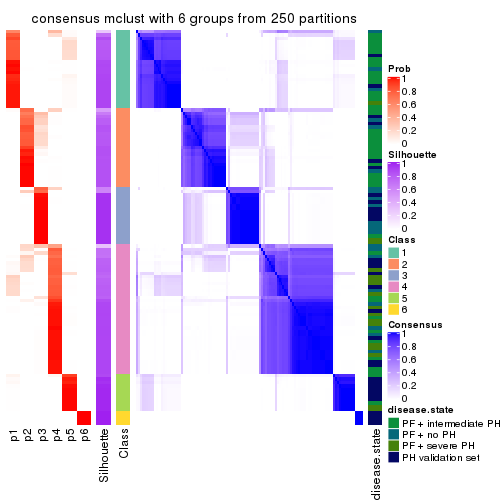 consensus mclust with 6 groups from 250 partitions
Prob
1
0.8
0.6
0.4
0.2
0
Silhouette
1
0.8
0.6
0.4
0.2
0
Class
1
2
3
4
5
6
Consensus
1
0.8
0.6
0.4
0.2
0
disease.state
PF + intermediate PH
PF + no PH
PF + severe PH
PH validation set
p1
p2
p3
p4
p5
p6
Silhouette
Class
disease.state